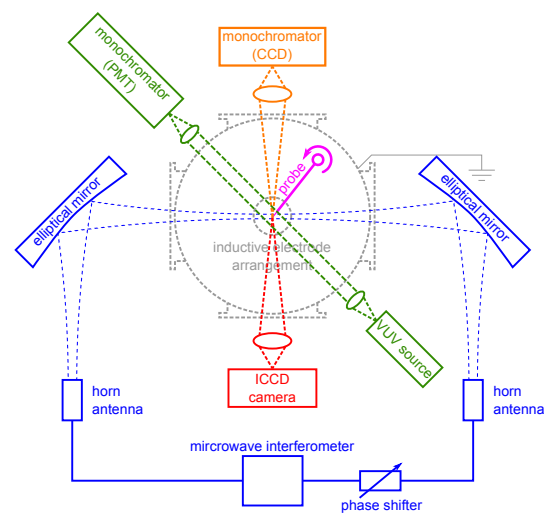 monochromator
(PMT)
monochromator
(CCD)
probe
elliptical mirror
elliptical mirror
inductive electrode
arrangement
VUV source
ICCD
camera
horn
antenna
horn
antenna
mircrowave interferometer
phase shifter